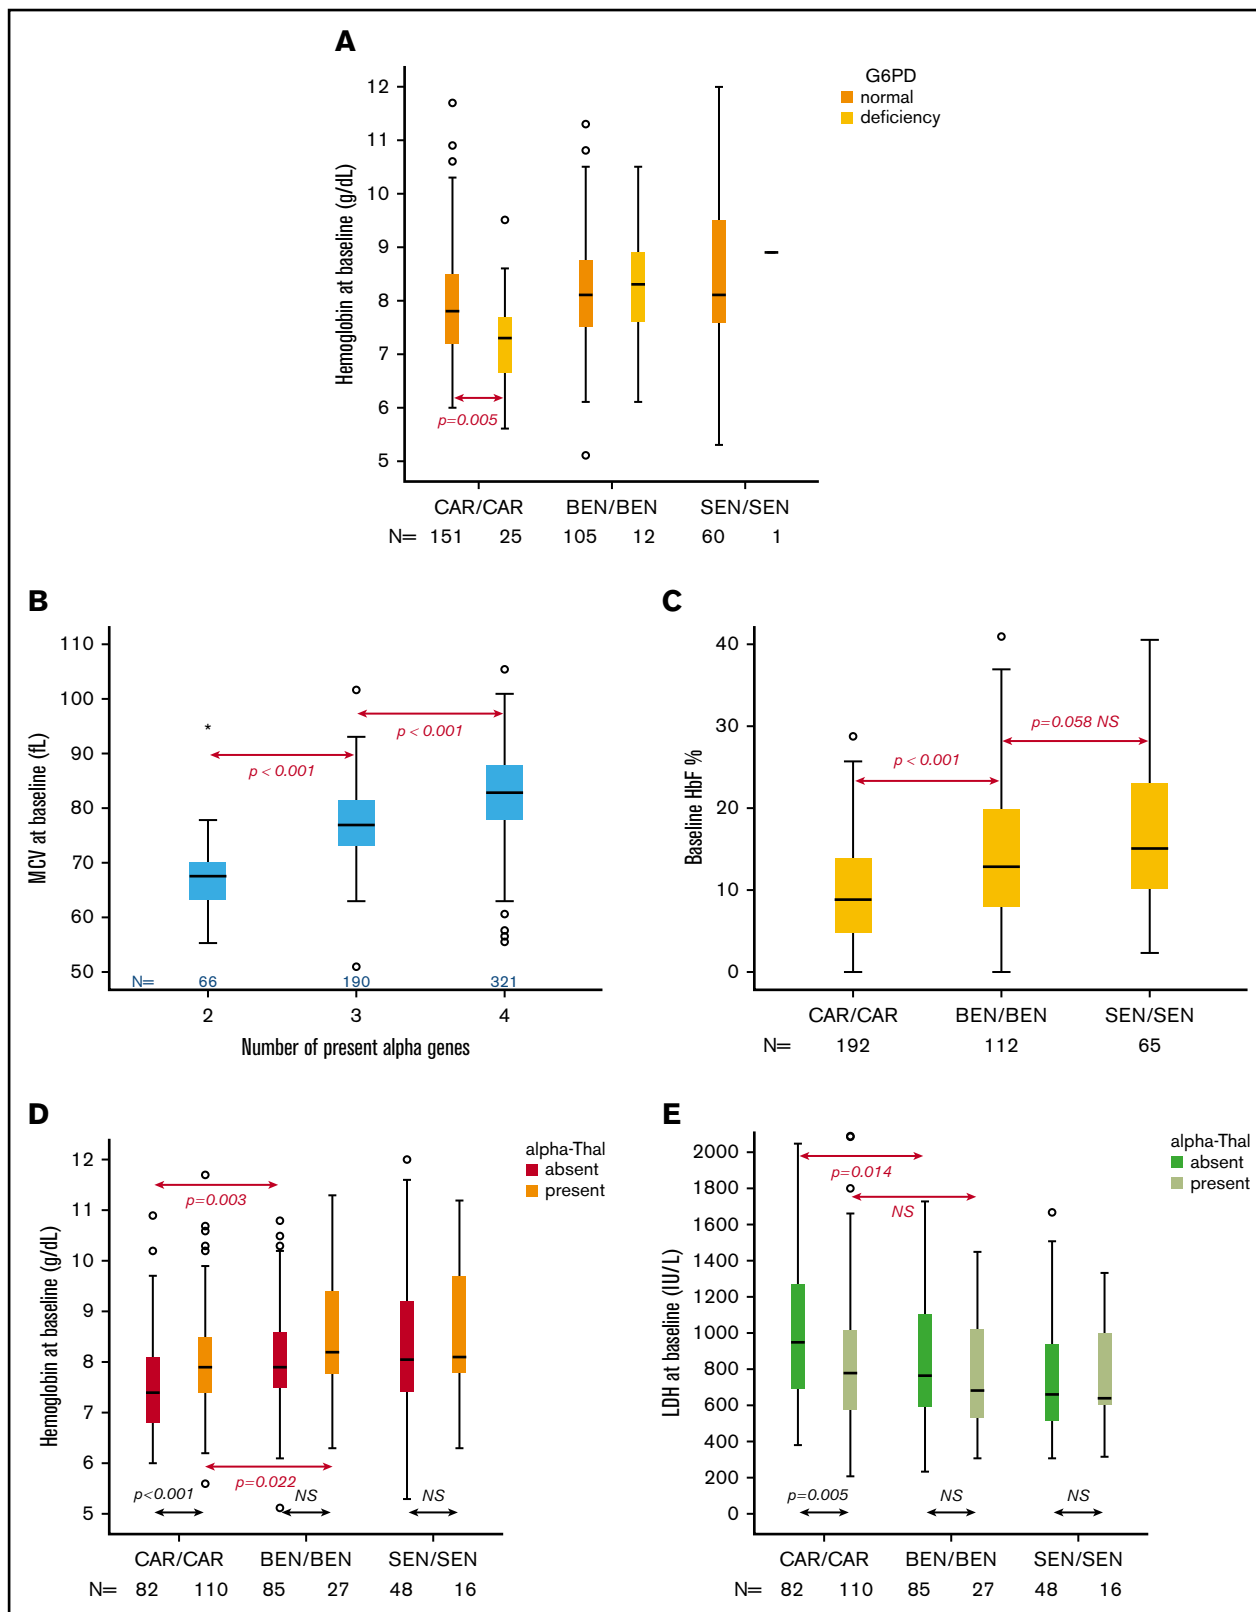 A
G6PD
normal
deficiency
Hemoglobin at baseline (g/dL)
12
11
10
9
8
7
6
5
p=0.005
CAR/CAR BEN/BEN SEN/SEN
N= 151 25 105 12 60 1
B
MCV at baseline (fL)
110
100
90
80
70
60
50
*
p < 0.001
p < 0.001
N= 66 190 321
2 3 4
Number of present alpha genes
C
Baseline HbF %
40
30
20
10
0
p < 0.001
p=0.058 NS
CAR/CAR BEN/BEN SEN/SEN
N= 192 112 65
D
alpha-Thal
absent
present
Hemoglobin at baseline (g/dL)
12
11
10
9
8
7
6
5
p=0.003
p=0.022
p<0.001 NS NS
CAR/CAR BEN/BEN SEN/SEN
N= 82 110 85 27 48 16
E
alpha-Thal
absent
present
LDH at baseline (IU/L)
2000
1800
1600
1400
1200
1000
800
600
400
200
0
p=0.014
NS
p=0.005 NS NS
CAR/CAR BEN/BEN SEN/SEN
N= 82 110 85 27 48 16